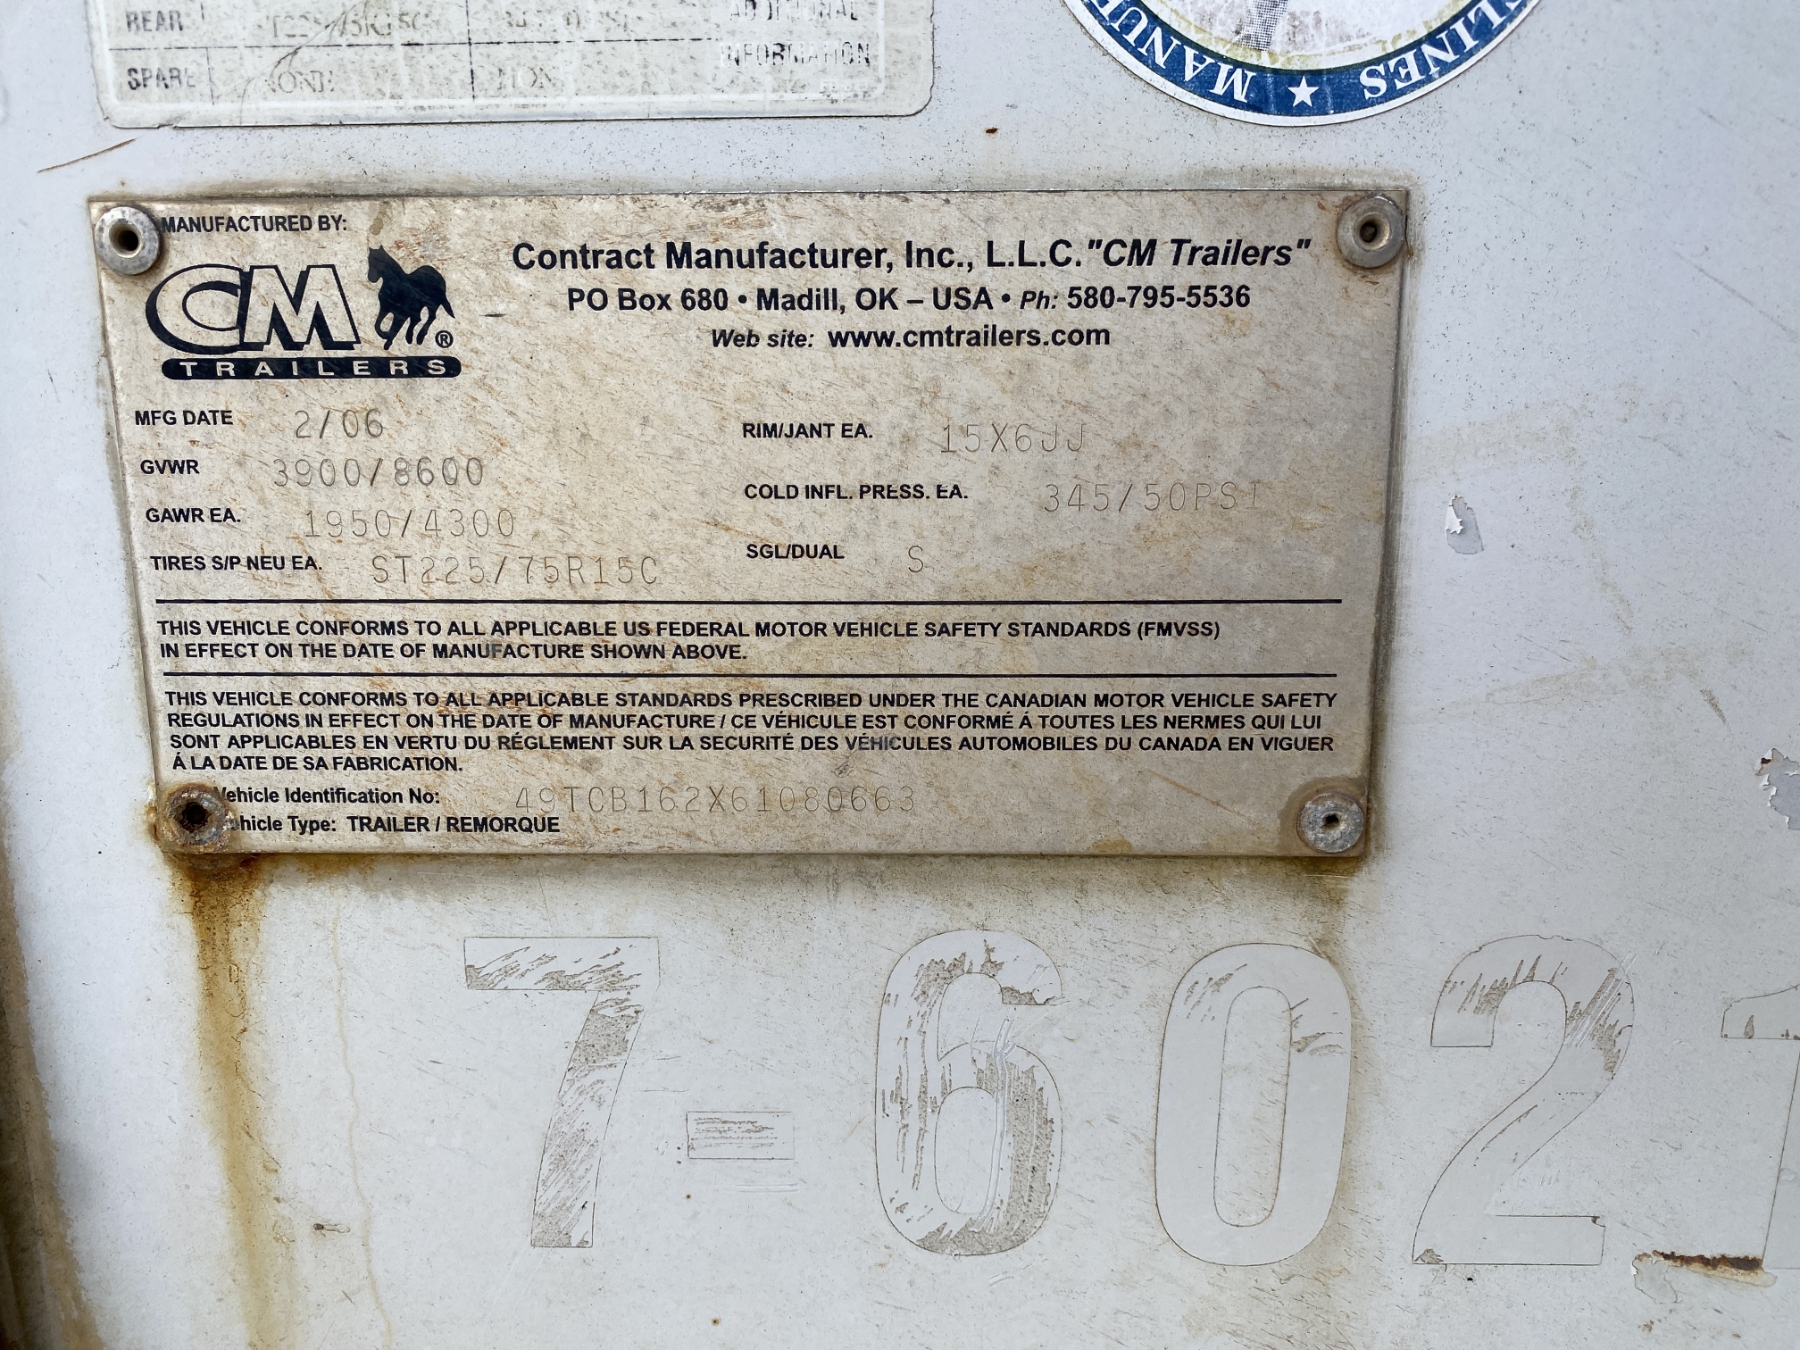 REAR
SPARE NONE
ADDITIONAL
INFORMATION
LINES ★ MANU
MANUFACTURED BY:
CM ®
TRAILERS
Contract Manufacturer, Inc., L.L.C. "CM Trailers"
PO Box 680 • Madill, OK – USA • Ph: 580-795-5536
Web site: www.cmtrailers.com
MFG DATE 2/06
GVWR 3900/8600
GAWR EA. 1950/4300
TIRES S/P NEU EA. ST225/75R15C
RIM/JANT EA. 15X6JJ
COLD INFL. PRESS. EA. 345/50PSI
SGL/DUAL S
THIS VEHICLE CONFORMS TO ALL APPLICABLE US FEDERAL MOTOR VEHICLE SAFETY STANDARDS (FMVSS)
IN EFFECT ON THE DATE OF MANUFACTURE SHOWN ABOVE.
THIS VEHICLE CONFORMS TO ALL APPLICABLE STANDARDS PRESCRIBED UNDER THE CANADIAN MOTOR VEHICLE SAFETY
REGULATIONS IN EFFECT ON THE DATE OF MANUFACTURE / CE VÉHICULE EST CONFORMÉ Á TOUTES LES NERMES QUI LUI
SONT APPLICABLES EN VERTU DU RÉGLEMENT SUR LA SECURITÉ DES VÉHICULES AUTOMOBILES DU CANADA EN VIGUER
Á LA DATE DE SA FABRICATION.
Vehicle Identification No: 49TCB162X61080663
Vehicle Type: TRAILER / REMORQUE
7-6021